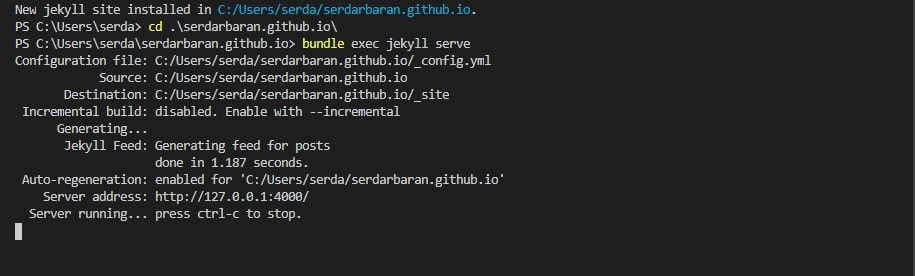 New jekyll site installed in C:/Users/serda/serdarbaran.github.io.
PS C:\Users\serda> cd .\serdarbaran.github.io\
PS C:\Users\serda\serdarbaran.github.io> bundle exec jekyll serve
Configuration file: C:/Users/serda/serdarbaran.github.io/_config.yml
Source: C:/Users/serda/serdarbaran.github.io
Destination: C:/Users/serda/serdarbaran.github.io/_site
Incremental build: disabled. Enable with --incremental
Generating...
Jekyll Feed: Generating feed for posts
done in 1.187 seconds.
Auto-regeneration: enabled for 'C:/Users/serda/serdarbaran.github.io'
Server address: http://127.0.0.1:4000/
Server running... press ctrl-c to stop.